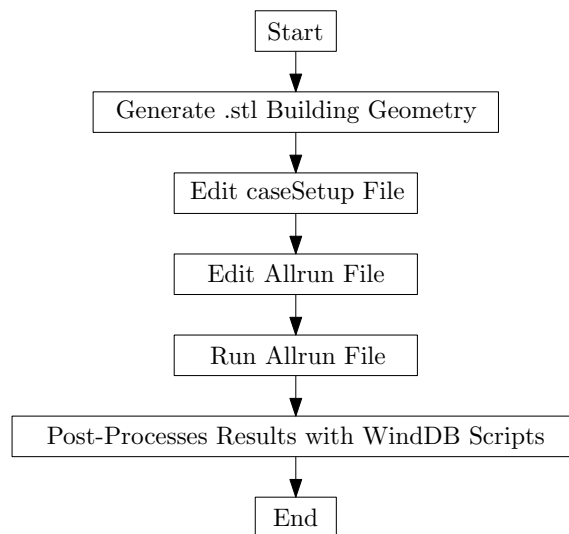 Start
Generate .stl Building Geometry
Edit caseSetup File
Edit Allrun File
Run Allrun File
Post-Processes Results with WindDB Scripts
End